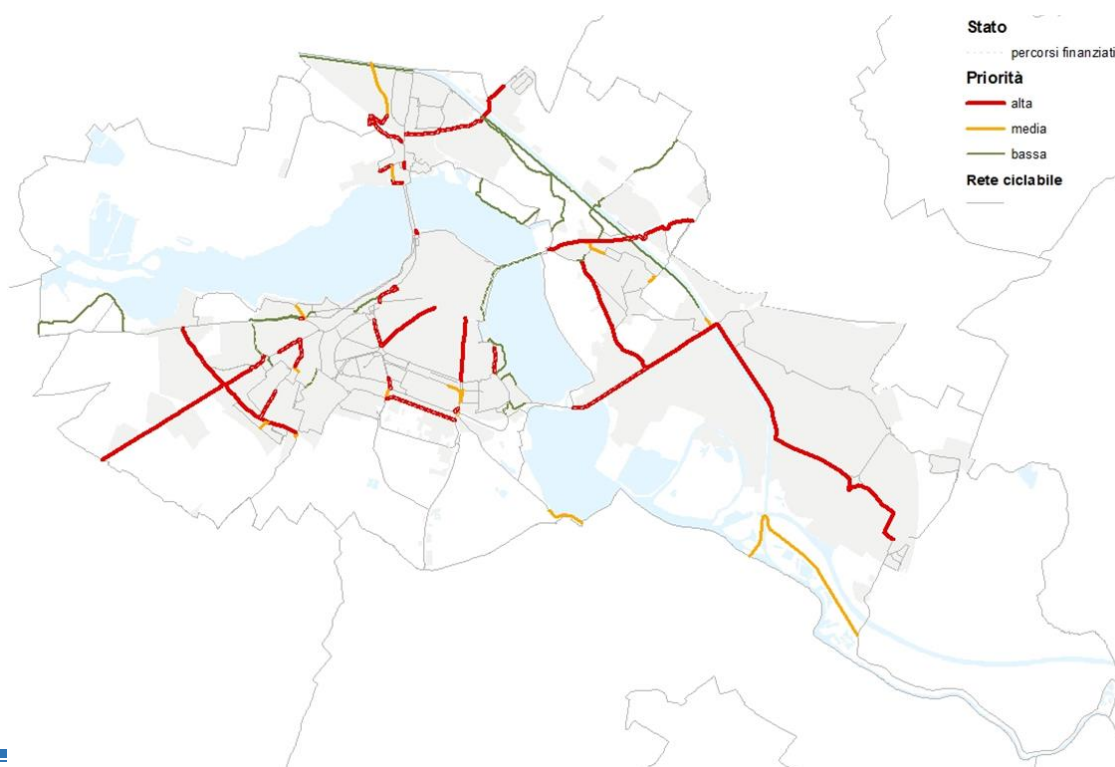 Stato
percorsi finanziati
Priorità
alta
media
bassa
Rete ciclabile